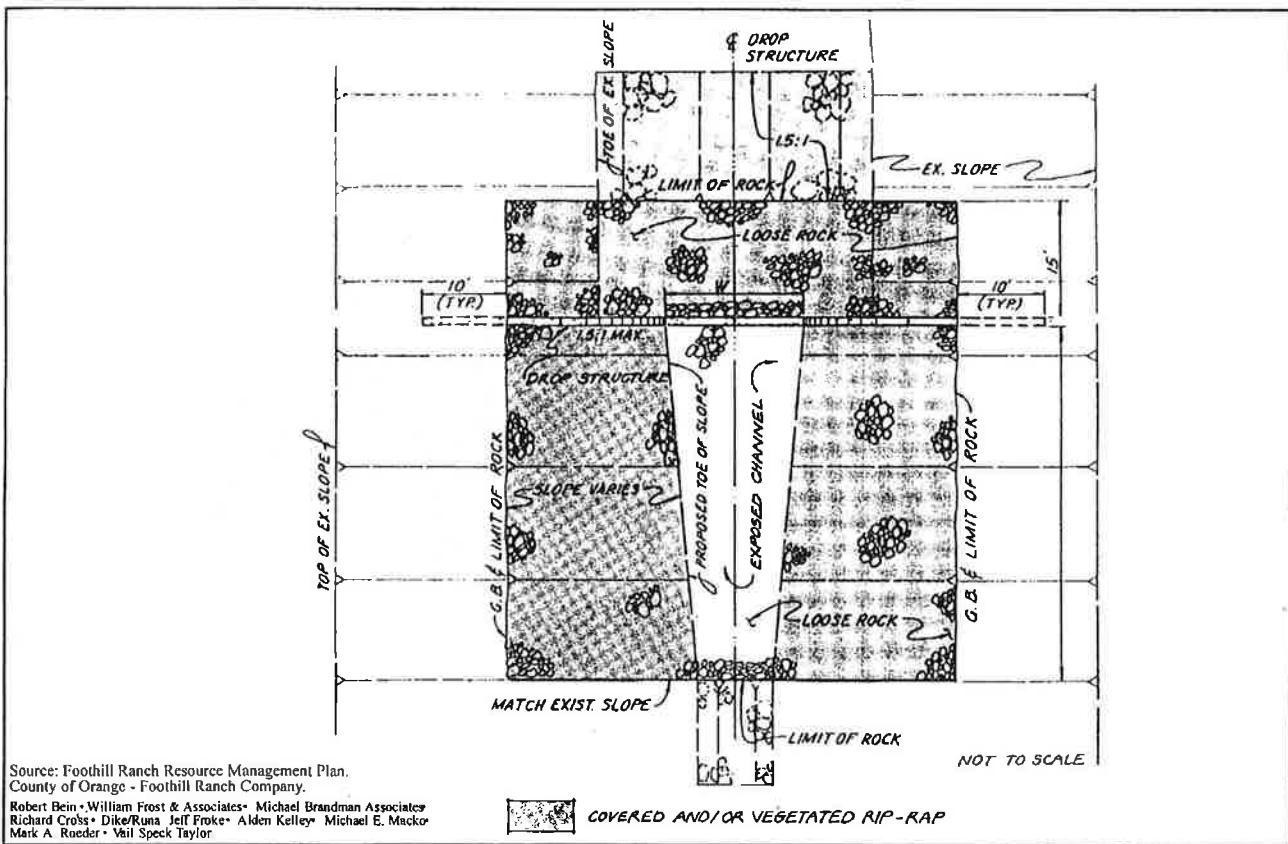 ℄ DROP
STRUCTURE
TOE OF EX. SLOPE
1.5:1
EX. SLOPE
LIMIT OF ROCK
LOOSE ROCK
15'
10'
(TYP.)
W
10'
(TYP.)
1.5:1 MAX.
DROP STRUCTURE
TOP OF EX. SLOPE
G.B. & LIMIT OF ROCK
SLOPE VARIES
PROPOSED TOE OF SLOPE
EXPOSED CHANNEL
G.B. & LIMIT OF ROCK
LOOSE ROCK
MATCH EXIST. SLOPE
LIMIT OF ROCK
NOT TO SCALE
Source: Foothill Ranch Resource Management Plan.
County of Orange - Foothill Ranch Company.
Robert Bein • William Frost & Associates • Michael Brandman Associates
Richard Cross • Dike/Runa Jeff Froke • Alden Kelley • Michael E. Macko
Mark A. Roeder • Vail Speck Taylor
COVERED AND/OR VEGETATED RIP-RAP